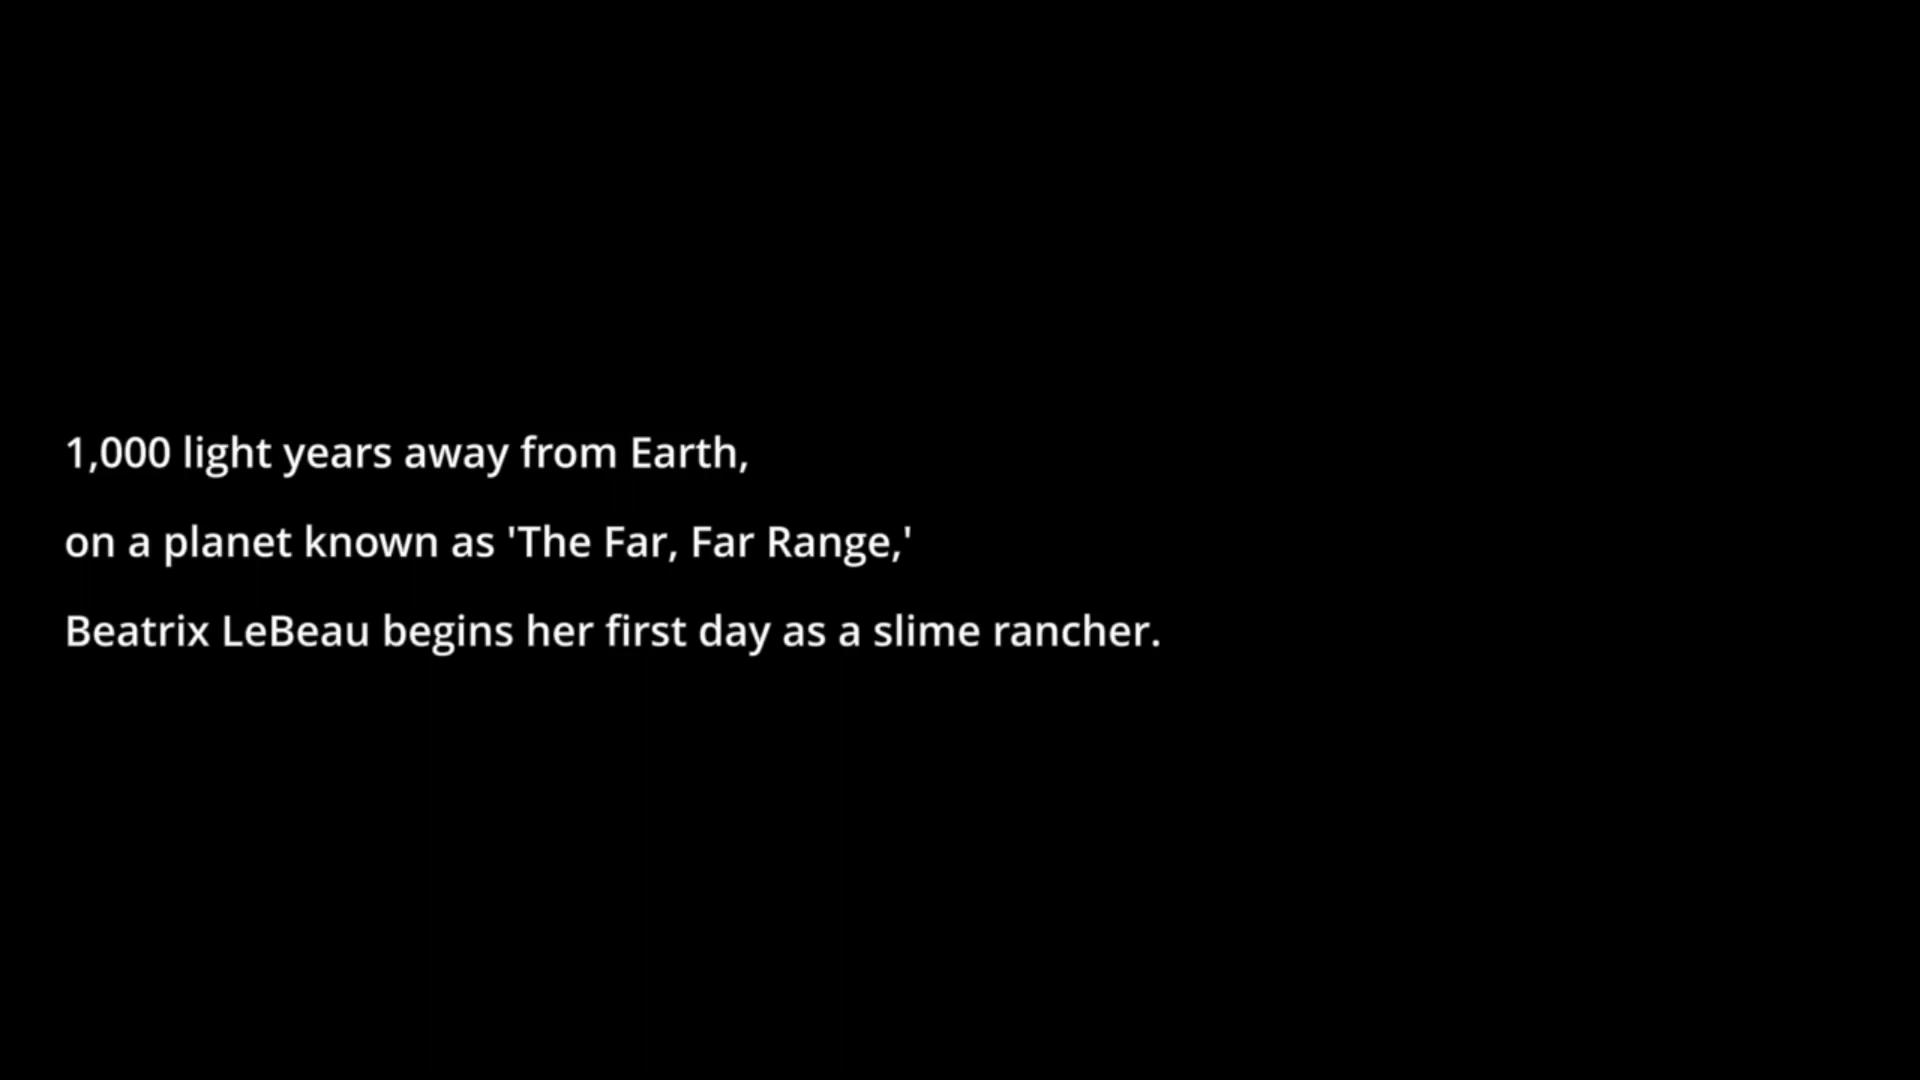 1,000 light years away from Earth,
on a planet known as 'The Far, Far Range,'
Beatrix LeBeau begins her first day as a slime rancher.